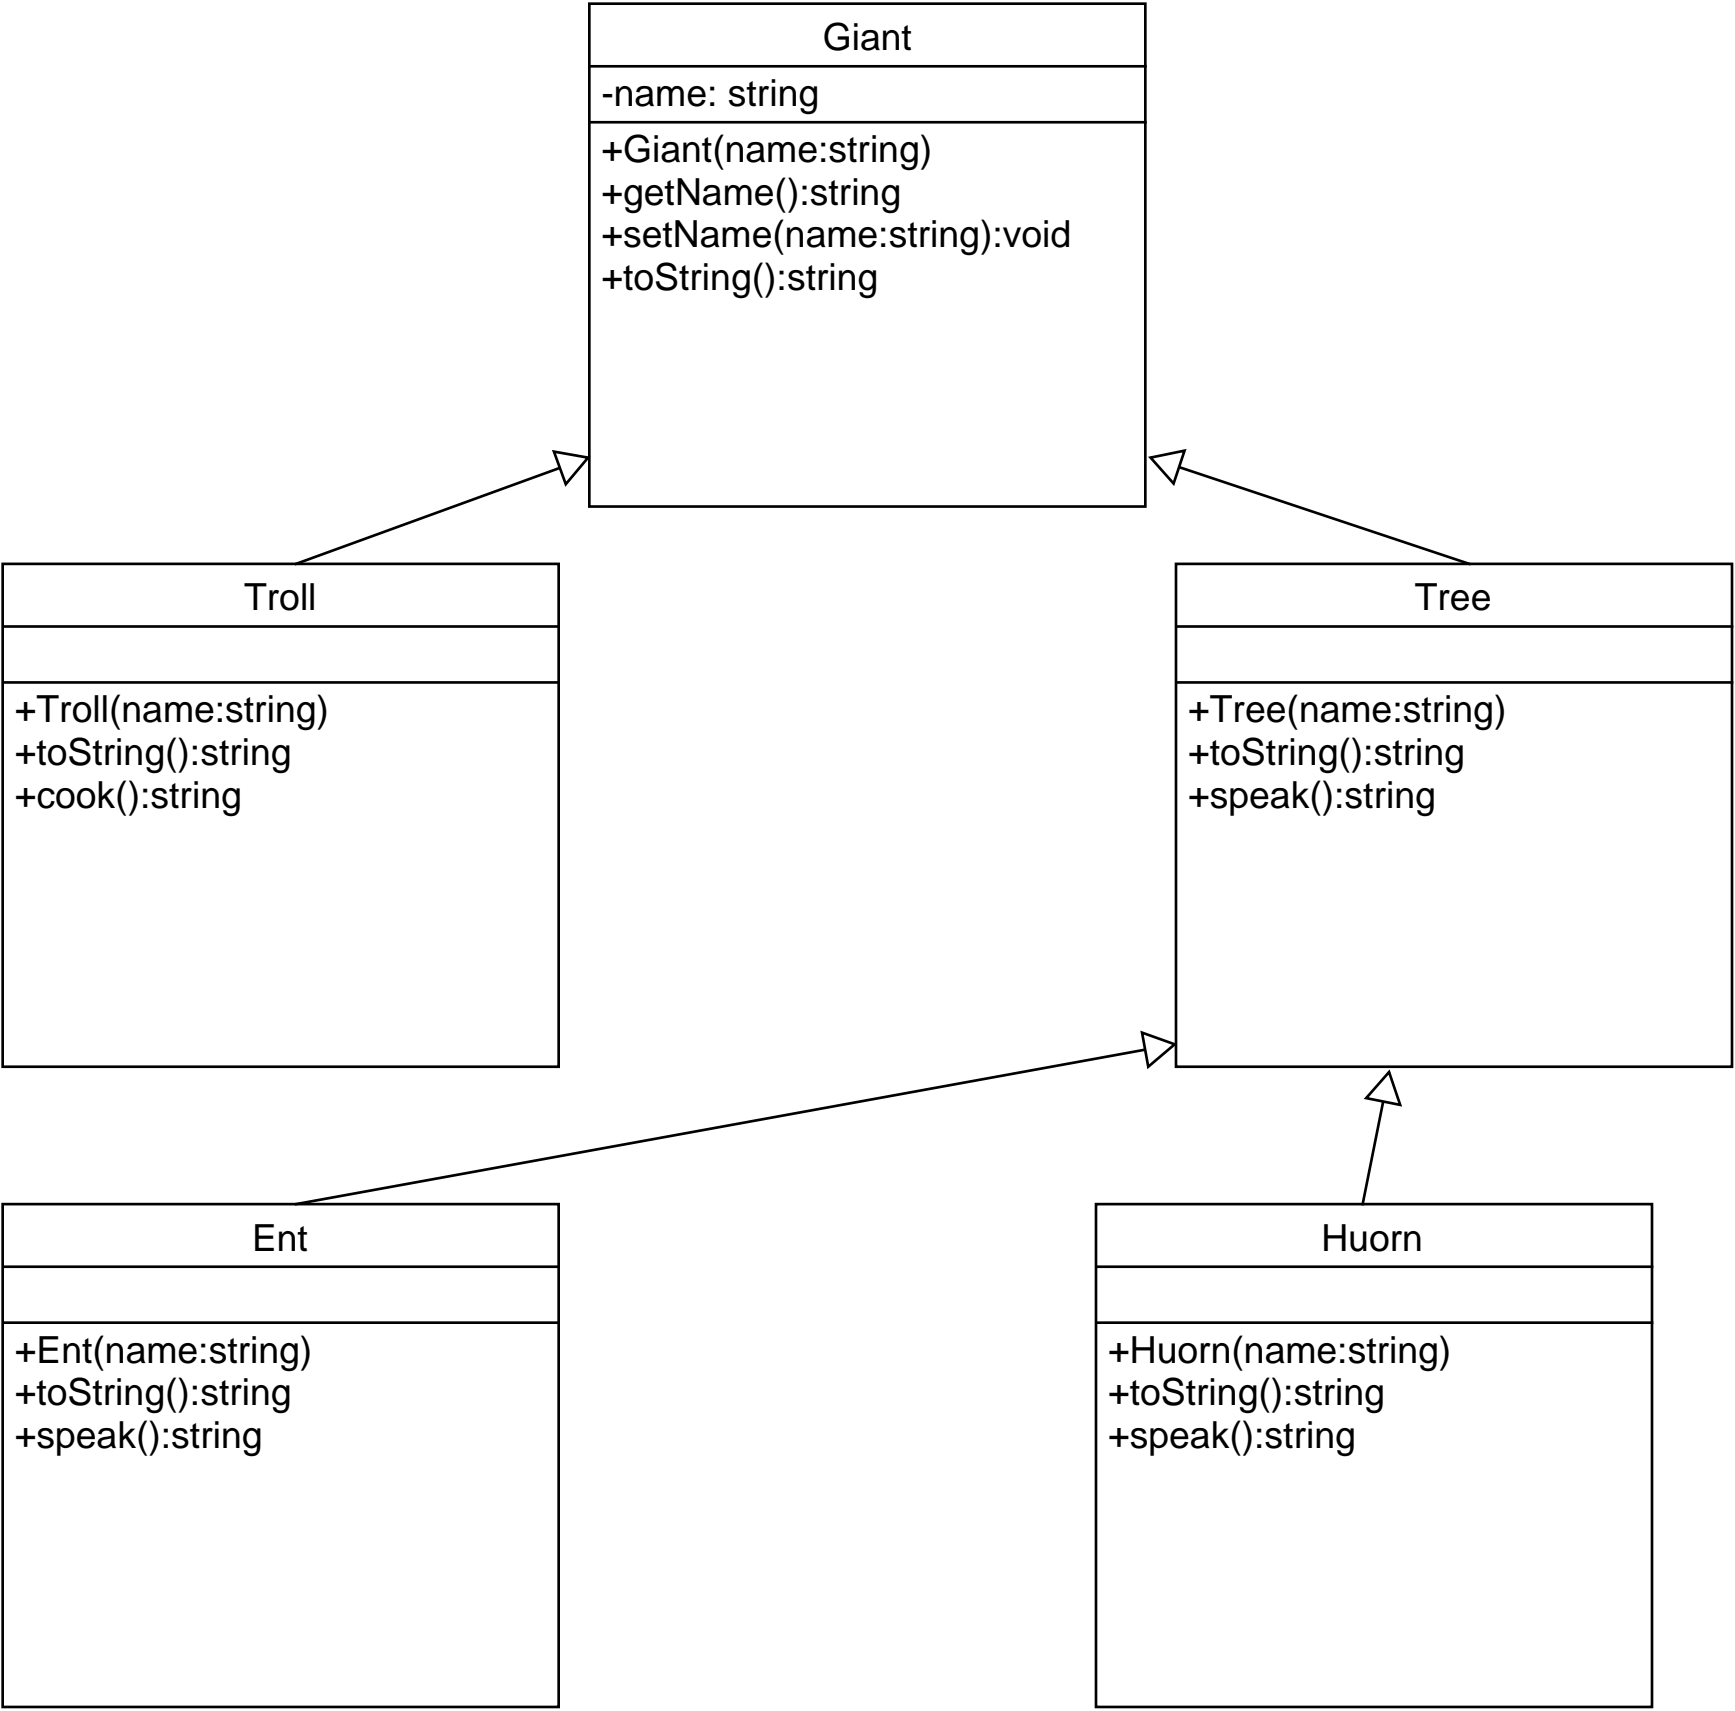 Giant
-name: string
+Giant(name:string)
+getName():string
+setName(name:string):void
+toString():string
Troll
+Troll(name:string)
+toString():string
+cook():string
Tree
+Tree(name:string)
+toString():string
+speak():string
Ent
+Ent(name:string)
+toString():string
+speak():string
Huorn
+Huorn(name:string)
+toString():string
+speak():string